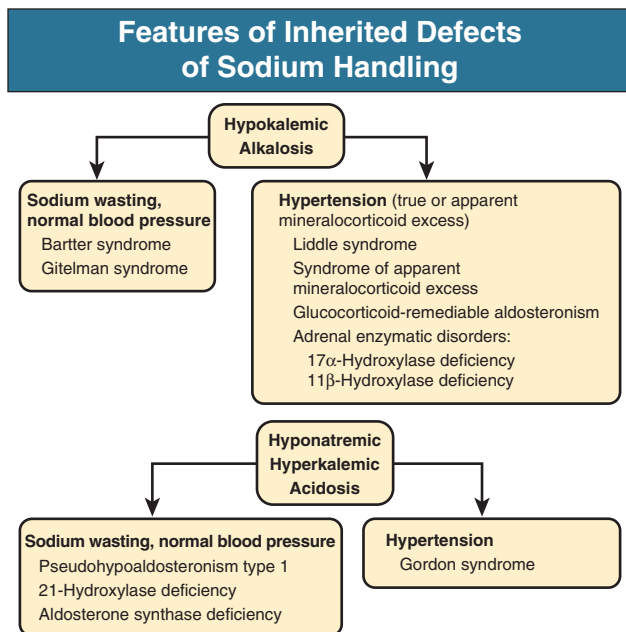 Features of Inherited Defects
of Sodium Handling
Hypokalemic
Alkalosis
Sodium wasting,
normal blood pressure
Bartter syndrome
Gitelman syndrome
Hypertension (true or apparent
mineralocorticoid excess)
Liddle syndrome
Syndrome of apparent
mineralocorticoid excess
Glucocorticoid-remediable aldosteronism
Adrenal enzymatic disorders:
17α-Hydroxylase deficiency
11β-Hydroxylase deficiency
Hyponatremic
Hyperkalemic
Acidosis
Sodium wasting, normal blood pressure
Pseudohypoaldosteronism type 1
21-Hydroxylase deficiency
Aldosterone synthase deficiency
Hypertension
Gordon syndrome